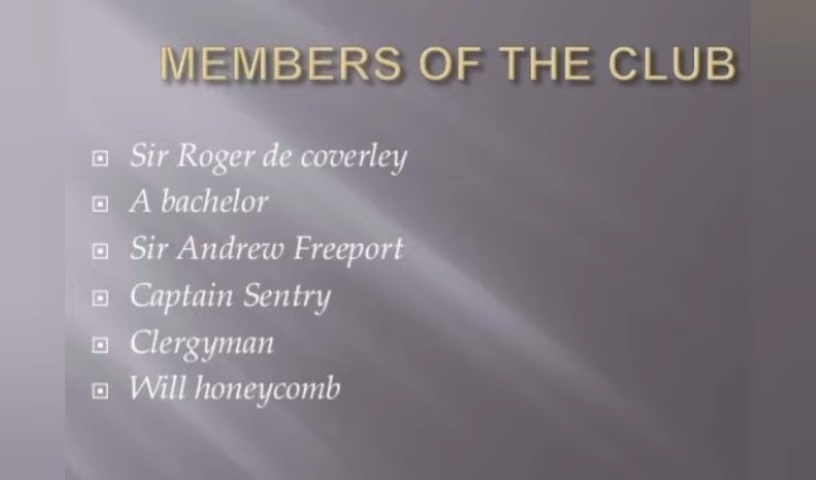 MEMBERS OF THE CLUB
Sir Roger de coverley
A bachelor
Sir Andrew Freeport
Captain Sentry
Clergyman
Will honeycomb